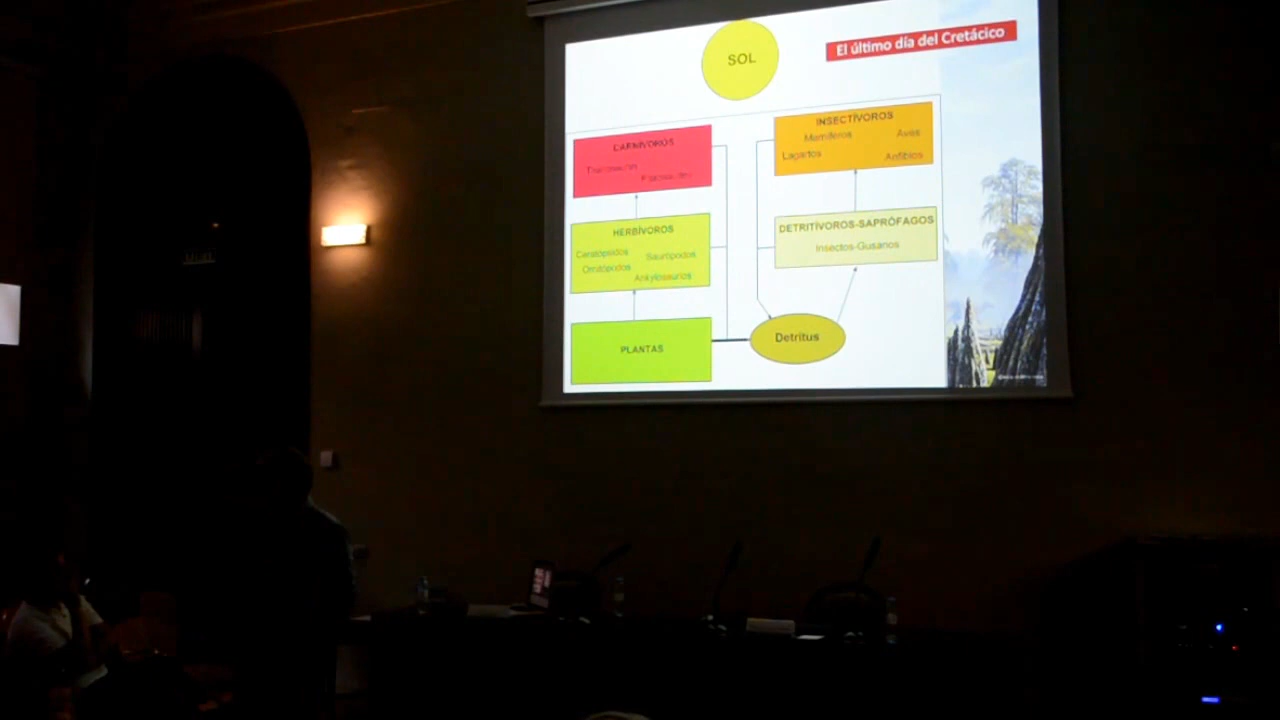 SOL
El último día del Cretácico
CARNÍVOROS
HERBÍVOROS
Ceratópsidos Saurópodos
Ornitópodos
Ankylosaurios
PLANTAS
INSECTÍVOROS
Mamíferos Aves
Lagartos Anfibios
DETRITÍVOROS-SAPRÓFAGOS
Insectos-Gusanos
Detritus